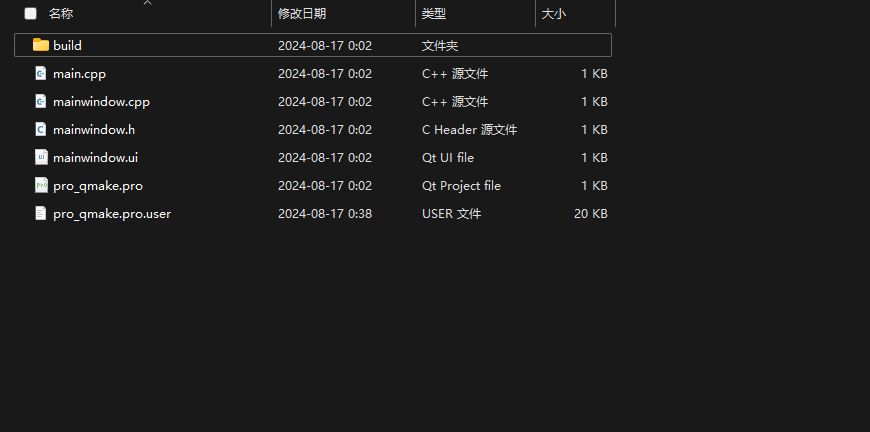 名称 修改日期 类型 大小
build 2024-08-17 0:02 文件夹
main.cpp 2024-08-17 0:02 C++ 源文件 1 KB
mainwindow.cpp 2024-08-17 0:02 C++ 源文件 1 KB
mainwindow.h 2024-08-17 0:02 C Header 源文件 1 KB
mainwindow.ui 2024-08-17 0:02 Qt UI file 1 KB
pro_qmake.pro 2024-08-17 0:02 Qt Project file 1 KB
pro_qmake.pro.user 2024-08-17 0:38 USER 文件 20 KB